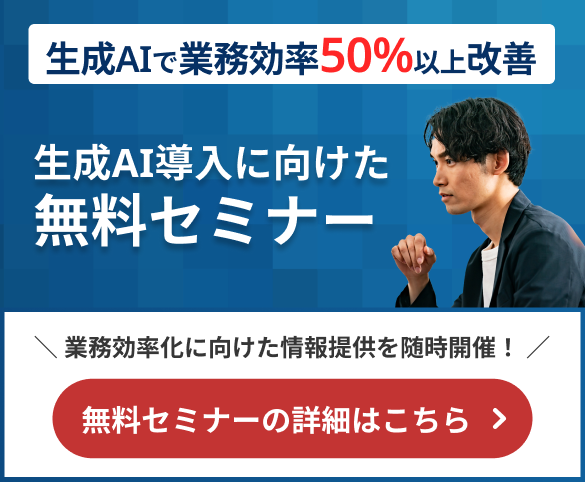 生成AIで業務効率50%以上改善
生成AI導入に向けた
無料セミナー
＼ 業務効率化に向けた情報提供を随時開催！ ／
無料セミナーの詳細はこちら